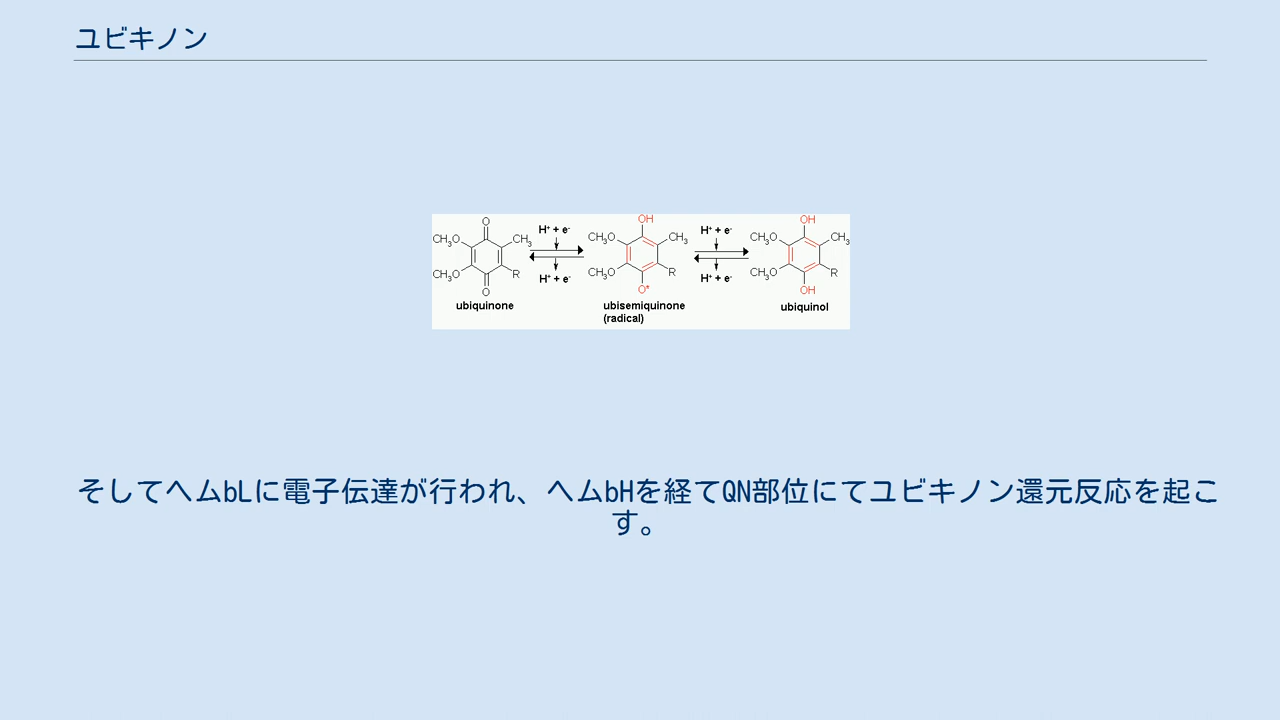 ユビキノン
O OH OH
H⁺ + e⁻ H⁺ + e⁻
CH₃O CH₃ CH₃O CH₃ CH₃O CH₃
CH₃O R CH₃O R CH₃O R
H⁺ + e⁻ H⁺ + e⁻
O O• OH
ubiquinone ubisemiquinone ubiquinol
(radical)
そしてヘムbLに電子伝達が行われ、ヘムbHを経てQN部位にてユビキノン還元反応を起こ
す。